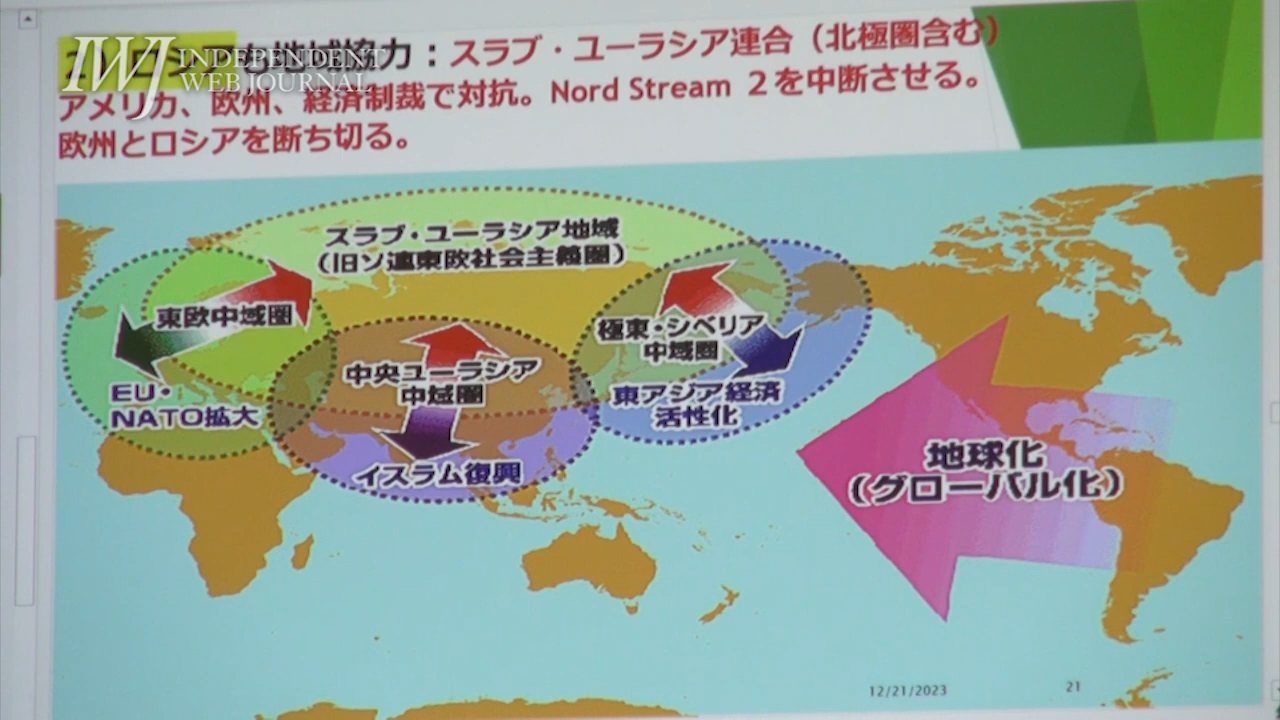 IWJ INDEPENDENT
WEB JOURNAL
地域協力：スラブ・ユーラシア連合（北極圏含む）
アメリカ、欧州、経済制裁で対抗。Nord Stream ２を中断させる。
欧州とロシアを断ち切る。
スラブ・ユーラシア地域
（旧ソ連東欧社会主義圏）
東欧中域圏
極東・シベリア
中域圏
中央ユーラシア
中域圏
EU・
NATO拡大
東アジア経済
活性化
イスラム復興
地球化
（グローバル化）
12/21/2023
21